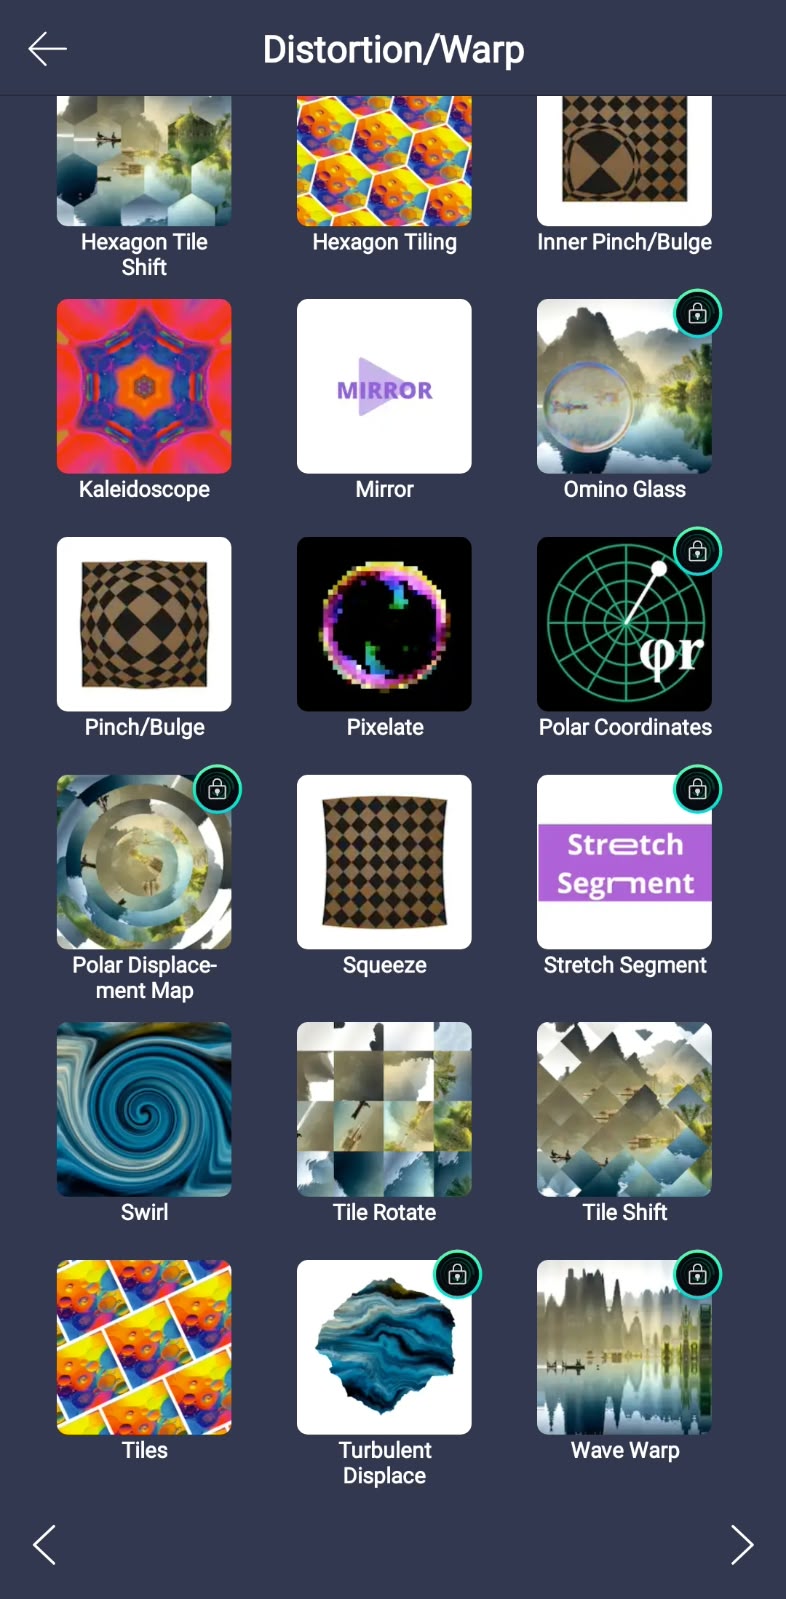 Distortion/Warp
Hexagon Tile
Shift
Hexagon Tiling
Inner Pinch/Bulge
MIRROR
Kaleidoscope
Mirror
Omino Glass
φr
Pinch/Bulge
Pixelate
Polar Coordinates
Stretch
Segment
Polar Displace-
ment Map
Squeeze
Stretch Segment
Swirl
Tile Rotate
Tile Shift
Tiles
Turbulent
Displace
Wave Warp